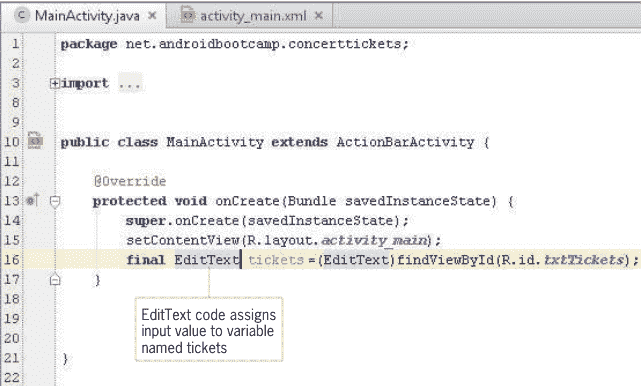 MainActivity.java × activity_main.xml ×
1 package net.androidbootcamp.concerttickets;
2
3 import ...
8
9
10 public class MainActivity extends ActionBarActivity {
11
12 @Override
13 protected void onCreate(Bundle savedInstanceState) {
14 super.onCreate(savedInstanceState);
15 setContentView(R.layout.activity_main);
16 final EditText tickets =(EditText)findViewById(R.id.txtTickets);
17 }
18
EditText code assigns
19
input value to variable
20
named tickets
21 }
22